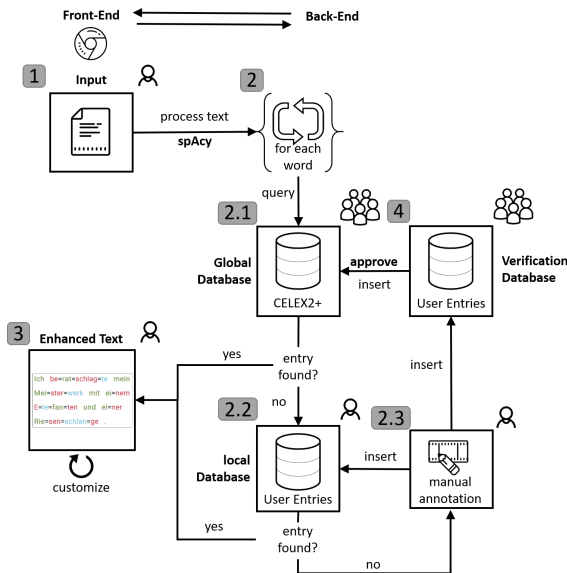 Front-End
Back-End
1
Input
process text
spAcy
2
for each
word
query
2.1
Global
Database
CELEX2+
approve
insert
4
User Entries
Verification
Database
3
Enhanced Text
Ich be=rat=schlag=te mein
Mei=ster=werk mit ei=nem
E=le=fan=ten und ei=ner
Rie=sen=schlan=ge .
customize
yes
entry
found?
no
2.2
local
Database
User Entries
insert
2.3
manual
annotation
insert
yes
entry
found?
no